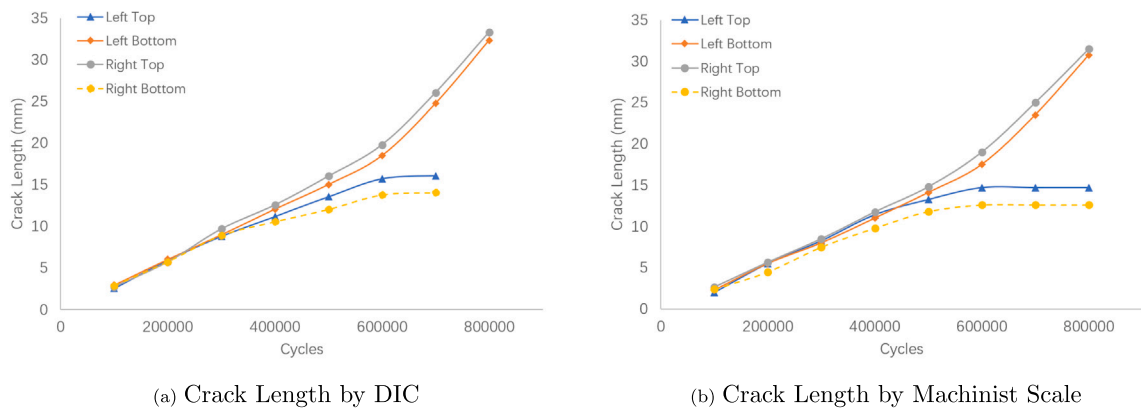 35
30
25
20
15
10
5
0
Crack Length (mm)
Left Top
Left Bottom
Right Top
Right Bottom
0 200000 400000 600000 800000
Cycles
(a) Crack Length by DIC
35
30
25
20
15
10
5
0
Crack Length (mm)
Left Top
Left Bottom
Right Top
Right Bottom
0 200000 400000 600000 800000
Cycles
(b) Crack Length by Machinist Scale